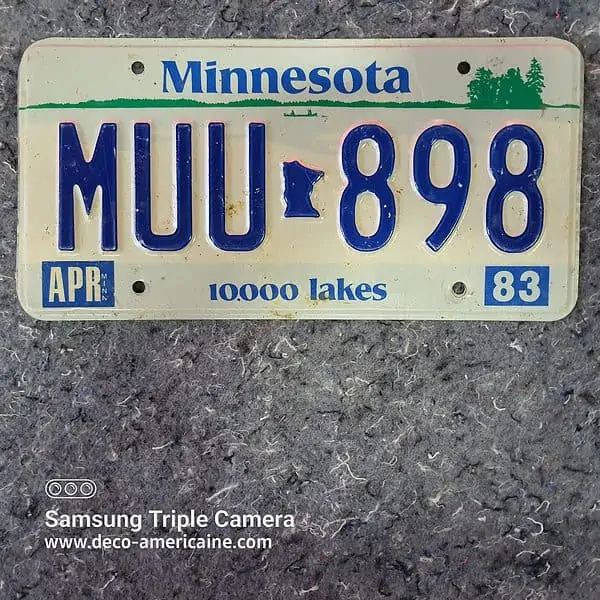 Minnesota
MUU 898
APR MINN 10,000 lakes 83
Samsung Triple Camera
www.deco-americaine.com